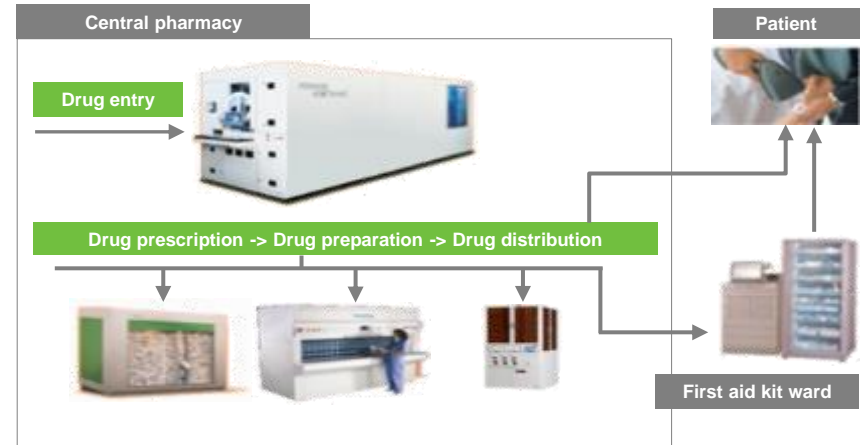 Central pharmacy
Patient
Drug entry
Drug prescription -> Drug preparation -> Drug distribution
First aid kit ward